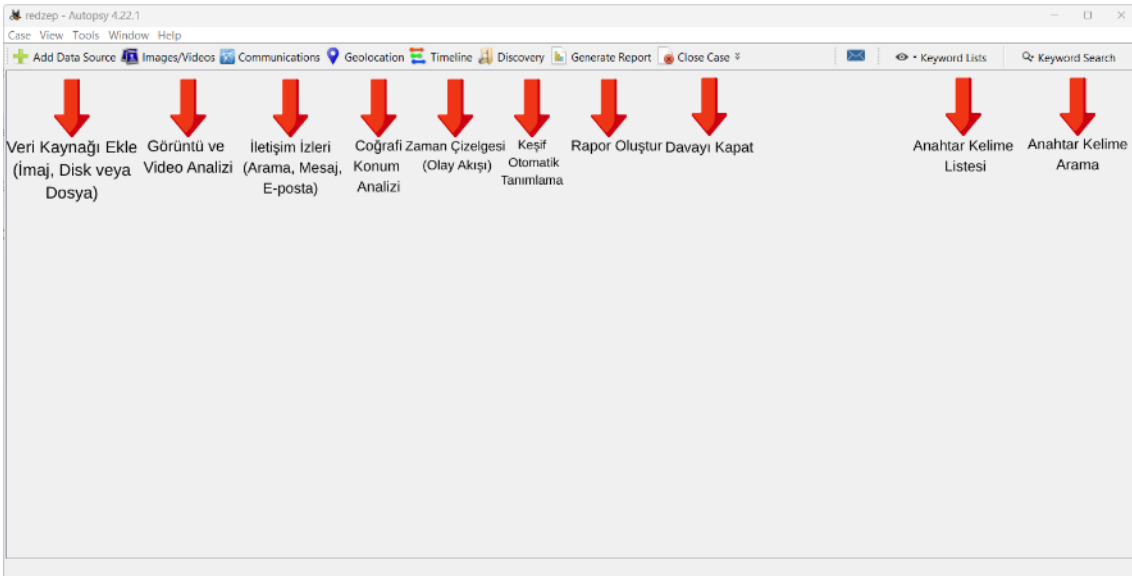 redzep - Autopsy 4.22.1
Case View Tools Window Help
Add Data Source Images/Videos Communications Geolocation Timeline Discovery Generate Report Close Case Keyword Lists Keyword Search
Veri Kaynağı Ekle
(İmaj, Disk veya
Dosya)
Görüntü ve
Video Analizi
İletişim İzleri
(Arama, Mesaj,
E-posta)
Coğrafi
Konum
Analizi
Zaman Çizelgesi
(Olay Akışı)
Keşif
Otomatik
Tanımlama
Rapor Oluştur
Davayı Kapat
Anahtar Kelime
Listesi
Anahtar Kelime
Arama